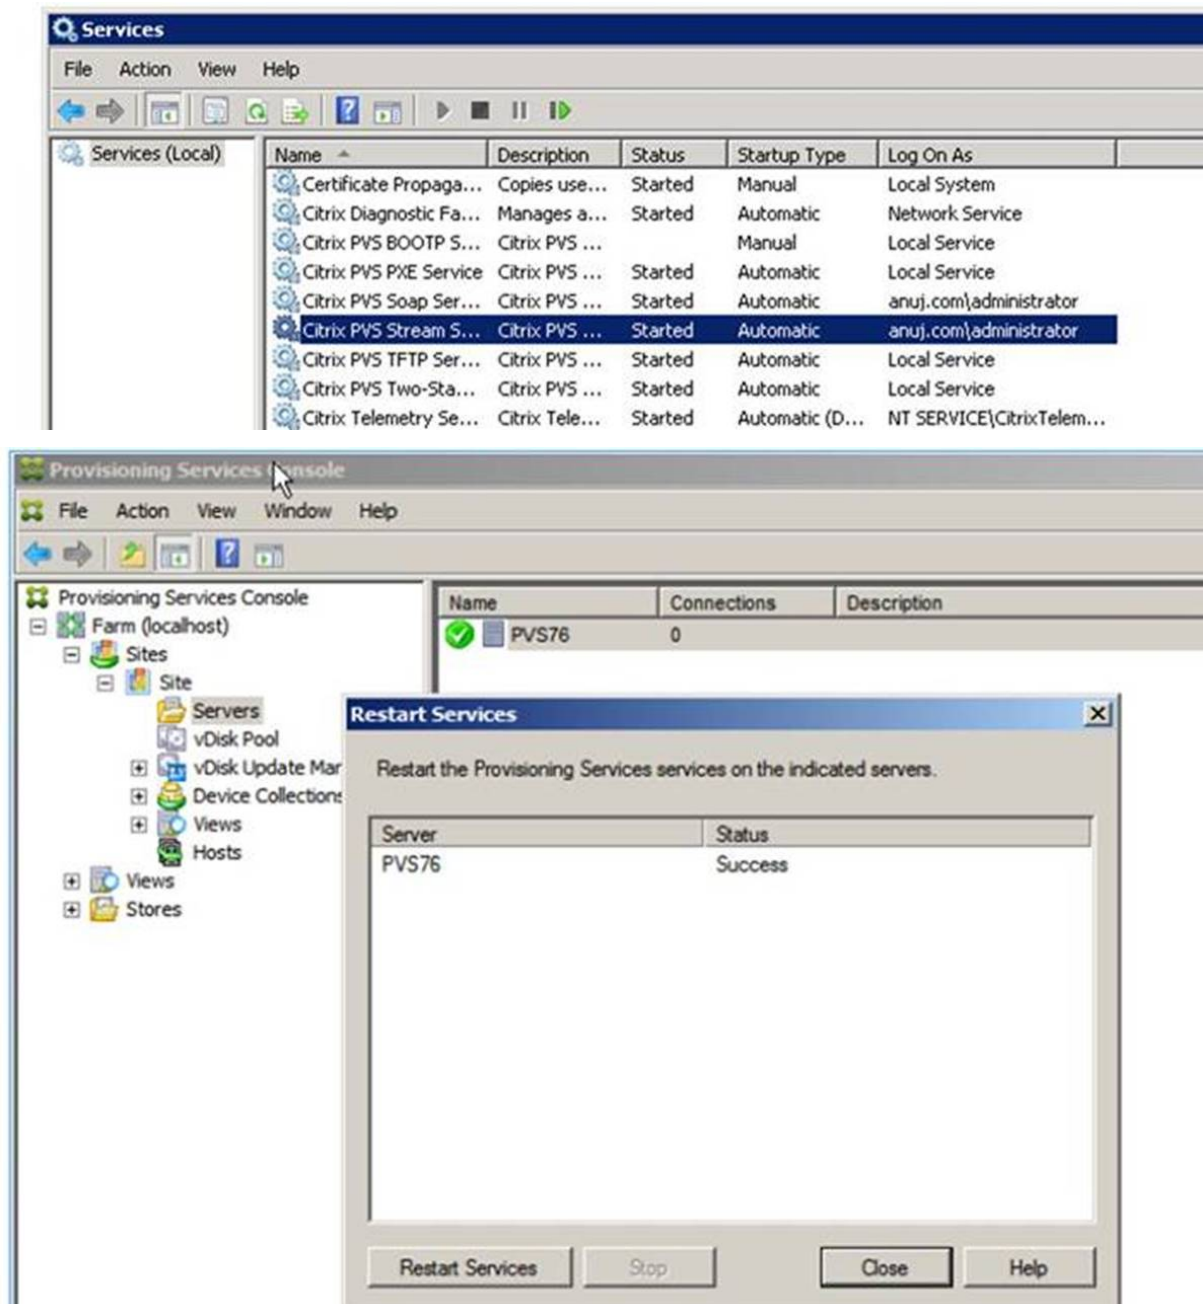 Services
File Action View Help
Services (Local)
Name Description Status Startup Type Log On As
Certificate Propaga... Copies use... Started Manual Local System
Citrix Diagnostic Fa... Manages a... Started Automatic Network Service
Citrix PVS BOOTP S... Citrix PVS ... Manual Local Service
Citrix PVS PXE Service Citrix PVS ... Started Automatic Local Service
Citrix PVS Soap Ser... Citrix PVS ... Started Automatic anuj.com\administrator
Citrix PVS Stream S... Citrix PVS ... Started Automatic anuj.com\administrator
Citrix PVS TFTP Ser... Citrix PVS ... Started Automatic Local Service
Citrix PVS Two-Sta... Citrix PVS ... Started Automatic Local Service
Citrix Telemetry Se... Citrix Tele... Started Automatic (D... NT SERVICE\CitrixTelem...
Provisioning Services Console
File Action View Window Help
Provisioning Services Console
Farm (localhost)
Sites
Site
Servers
vDisk Pool
vDisk Update Mar
Device Collections
Views
Hosts
Views
Stores
Name Connections Description
PVS76 0
Restart Services
Restart the Provisioning Services services on the indicated servers.
Server Status
PVS76 Success
Restart Services Stop Close Help